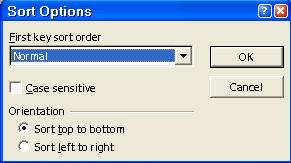 Sort Options
First key sort order
Normal
OK
Case sensitive
Cancel
Orientation
Sort top to bottom
Sort left to right